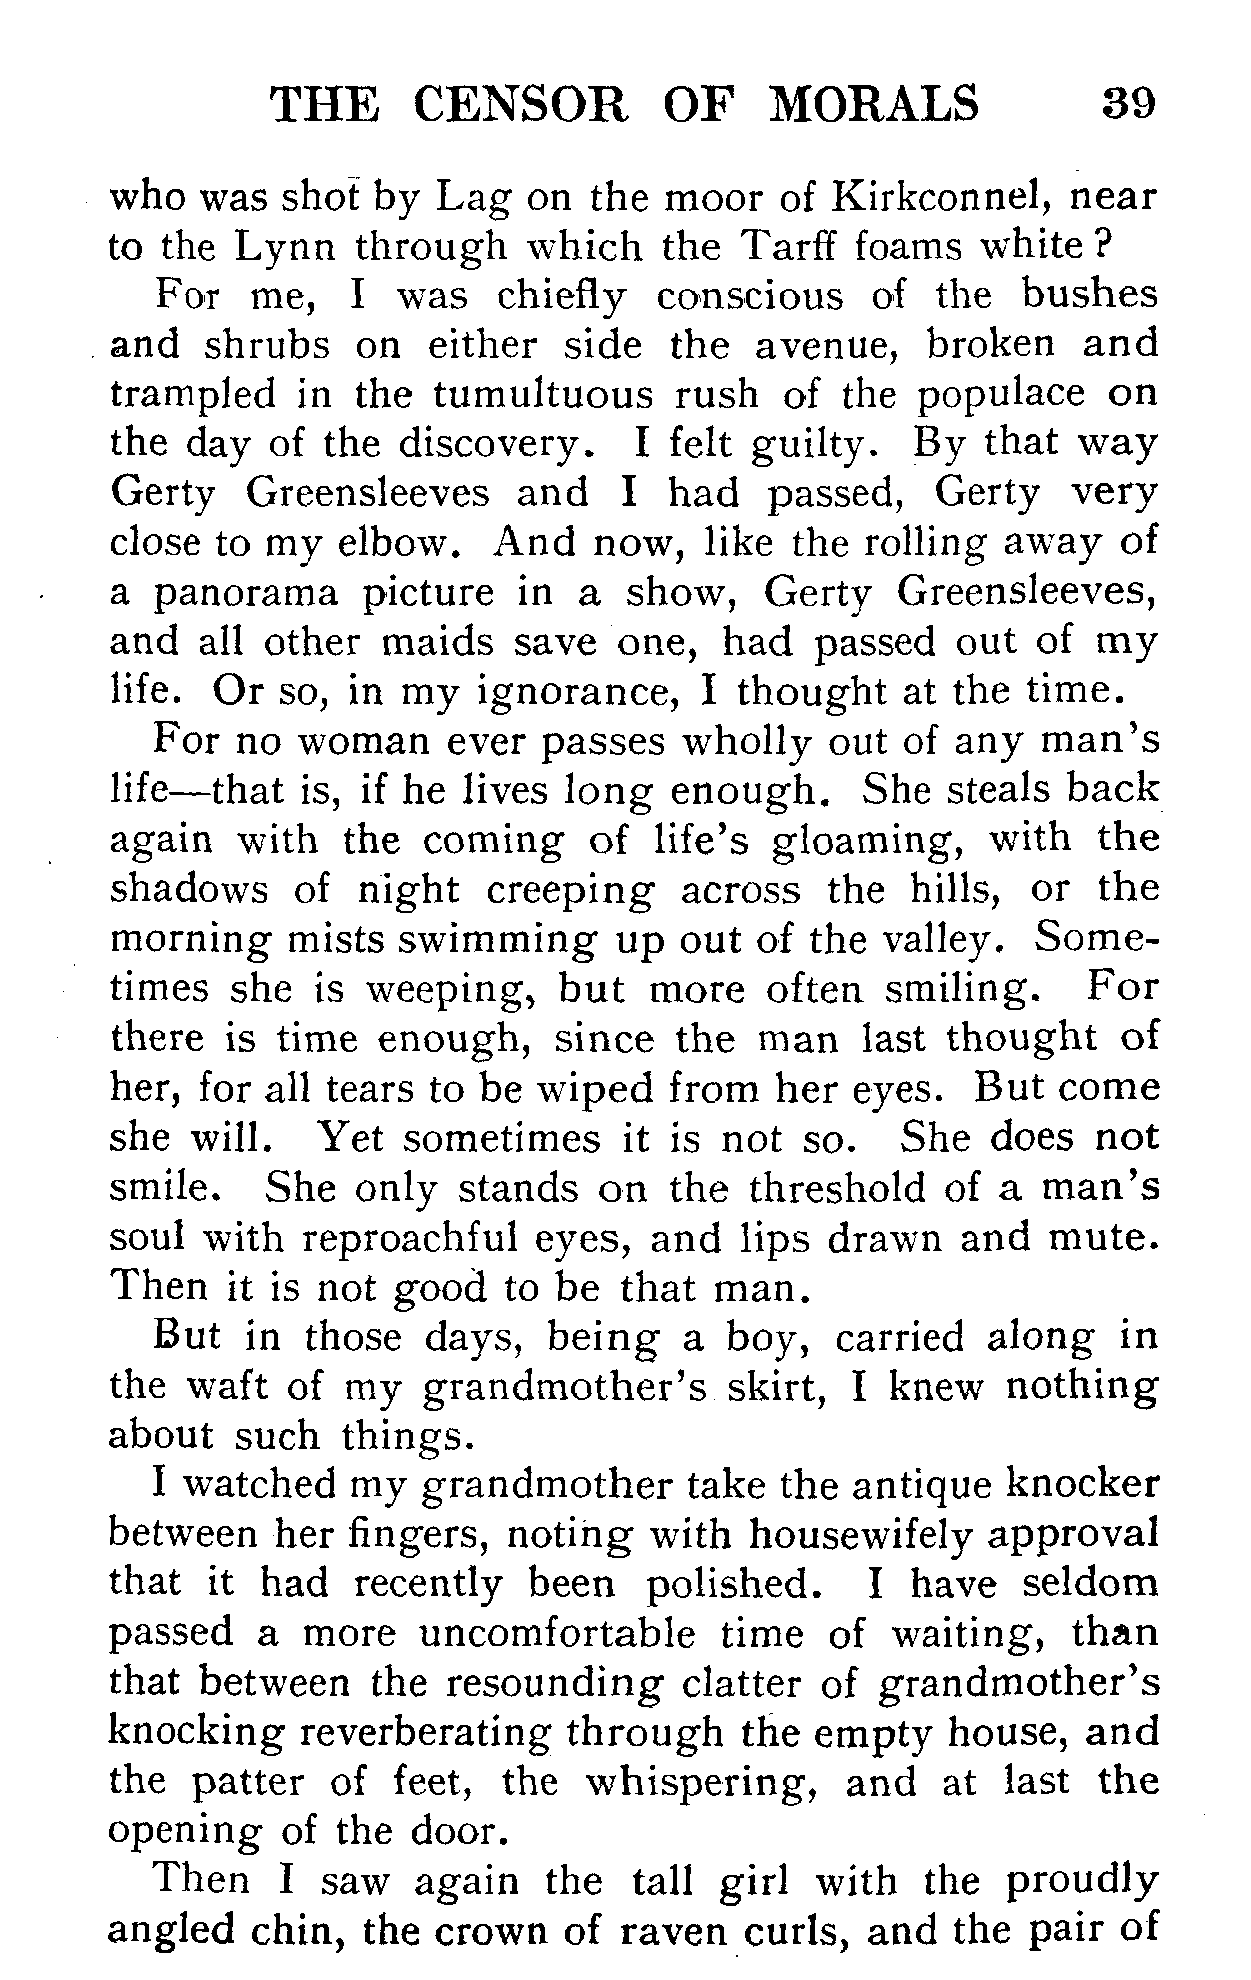 THE CENSOR OF MORALS 39
who was shot by Lag on the moor of Kirkconnel, near
to the Lynn through which the Tarff foams white ?
For me, I was chiefly conscious of the bushes
and shrubs on either side the avenue, broken and
trampled in the tumultuous rush of the populace on
the day of the discovery. I felt guilty. By that way
Gerty Greensleeves and I had passed, Gerty very
close to my elbow. And now, like the rolling away of
a panorama picture in a show, Gerty Greensleeves,
and all other maids save one, had passed out of my
life. Or so, in my ignorance, I thought at the time.
For no woman ever passes wholly out of any man's
life—that is, if he lives long enough. She steals back
again with the coming of life's gloaming, with the
shadows of night creeping across the hills, or the
morning mists swimming up out of the valley. Some-
times she is weeping, but more often smiling. For
there is time enough, since the man last thought of
her, for all tears to be wiped from her eyes. But come
she will. Yet sometimes it is not so. She does not
smile. She only stands on the threshold of a man's
soul with reproachful eyes, and lips drawn and mute.
Then it is not good to be that man.
But in those days, being a boy, carried along in
the waft of my grandmother's skirt, I knew nothing
about such things.
I watched my grandmother take the antique knocker
between her fingers, noting with housewifely approval
that it had recently been polished. I have seldom
passed a more uncomfortable time of waiting, than
that between the resounding clatter of grandmother's
knocking reverberating through the empty house, and
the patter of feet, the whispering, and at last the
opening of the door.
Then I saw again the tall girl with the proudly
angled chin, the crown of raven curls, and the pair of